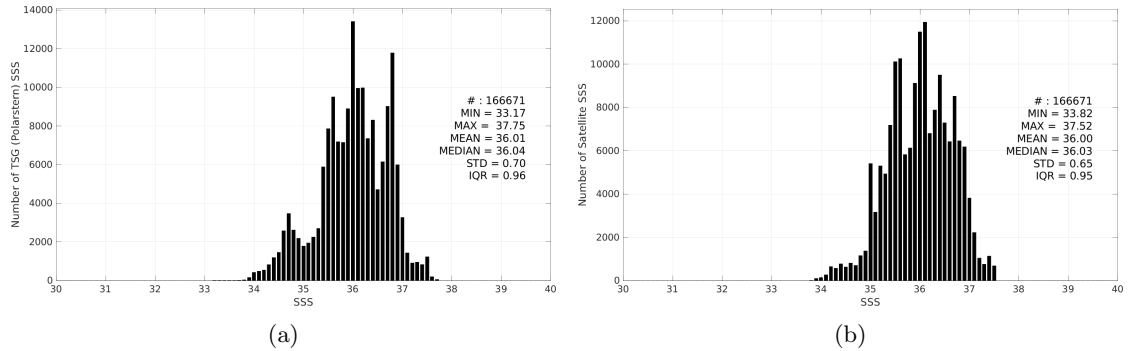 14000
12000
10000
8000
6000
4000
2000
0
Number of TSG (Polarstern) SSS
# : 166671
MIN = 33.17
MAX = 37.75
MEAN = 36.01
MEDIAN = 36.04
STD = 0.70
IQR = 0.96
30 31 32 33 34 35 36 37 38 39 40
SSS
(a)
12000
10000
8000
6000
4000
2000
0
Number of Satellite SSS
# : 166671
MIN = 33.82
MAX = 37.52
MEAN = 36.00
MEDIAN = 36.03
STD = 0.65
IQR = 0.95
30 31 32 33 34 35 36 37 38 39 40
SSS
(b)